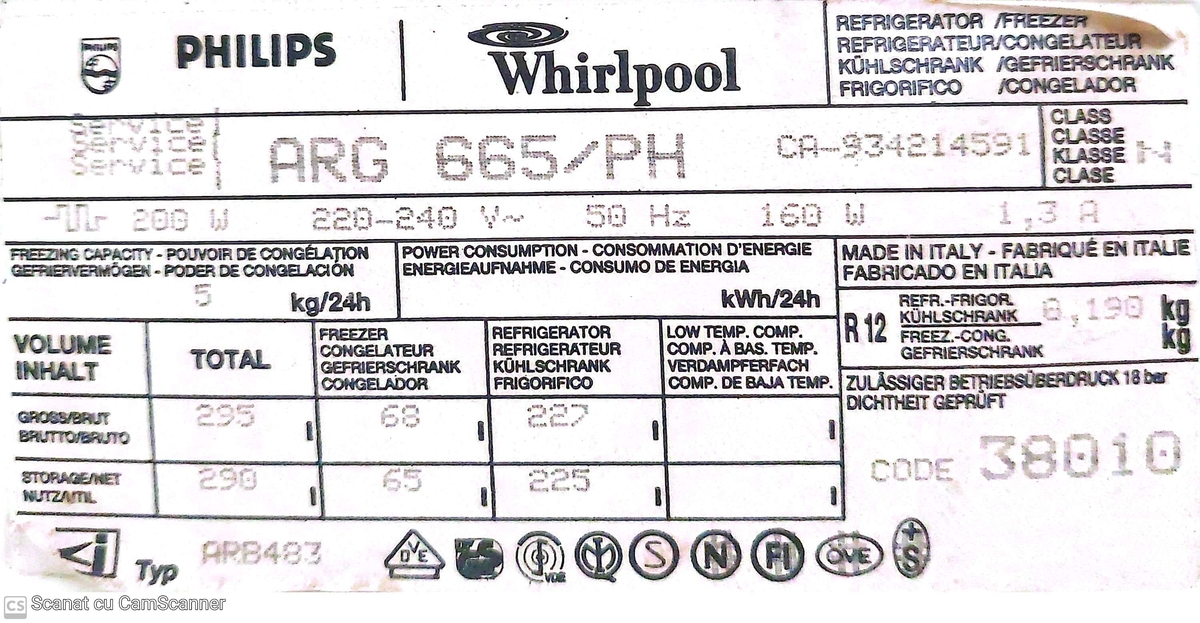 PHILIPS
Whirlpool
REFRIGERATOR /FREEZER
REFRIGERATEUR/CONGELATEUR
KÜHLSCHRANK /GEFRIERSCHRANK
FRIGORIFICO /CONGELADOR
Service
Service
Service
ARG 665/PH
CA-934214591
CLASS
CLASSE
KLASSE
CLASE
N
200 W 220-240 V~ 50 Hz 160 W 1,3 A
FREEZING CAPACITY - POUVOIR DE CONGÉLATION
GEFRIERVERMÖGEN - PODER DE CONGELACIÓN
5 kg/24h
POWER CONSUMPTION - CONSOMMATION D'ENERGIE
ENERGIEAUFNAHME - CONSUMO DE ENERGIA
kWh/24h
MADE IN ITALY - FABRIQUÉ EN ITALIE
FABRICADO EN ITALIA
R 12
REFR.-FRIGOR.
KÜHLSCHRANK 0,190 kg
FREEZ.-CONG.
GEFRIERSCHRANK kg
VOLUME
INHALT
TOTAL
FREEZER
CONGELATEUR
GEFRIERSCHRANK
CONGELADOR
REFRIGERATOR
REFRIGERATEUR
KÜHLSCHRANK
FRIGORIFICO
LOW TEMP. COMP.
COMP. À BAS. TEMP.
VERDAMPFERFACH
COMP. DE BAJA TEMP.
ZULÄSSIGER BETRIEBSÜBERDRUCK 18 bar
DICHTHEIT GEPRÜFT
GROSS/BRUT
BRUTTO/BRUTO
295 l 68 l 227 l l
STORAGE/NET
NUTZA/TIL
290 l 65 l 225 l l
CODE 38010
Typ ARB483
DVE
VDE
S
N
FI
ÖVE
+S
CS Scanat cu CamScanner